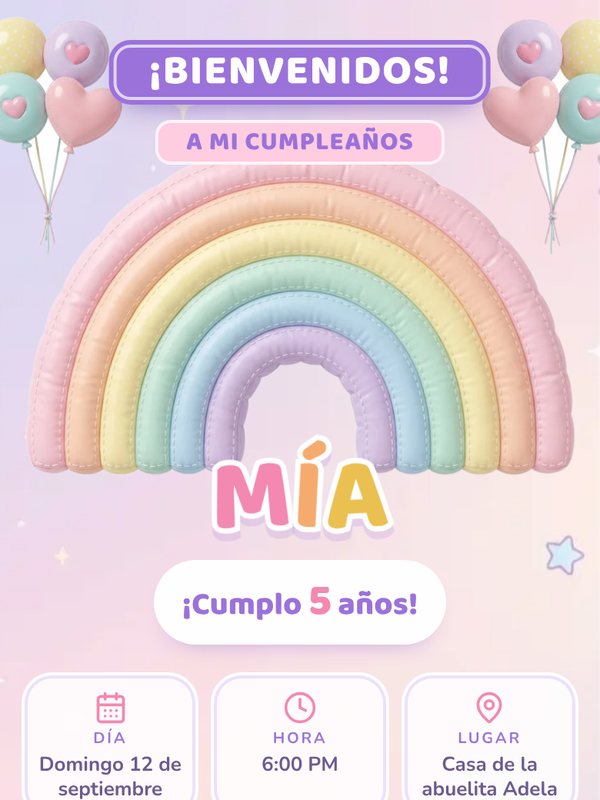 ¡BIENVENIDOS!
A MI CUMPLEAÑOS
MÍA
¡Cumplo 5 años!
DÍA
Domingo 12 de
septiembre
HORA
6:00 PM
LUGAR
Casa de la
abuelita Adela